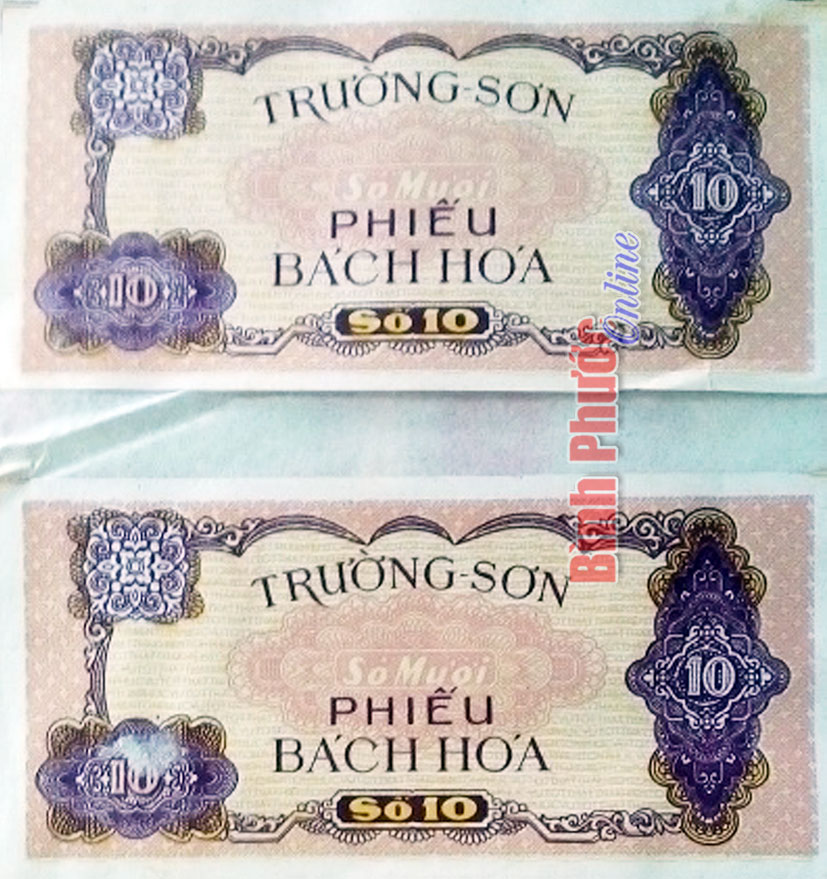 TRƯỜNG-SƠN
Số Mười
PHIẾU
BÁCH HÓA
Số 10
10
10
Bình Phước Online
TRƯỜNG-SƠN
Số Mười
PHIẾU
BÁCH HÓA
Số 10
10
10